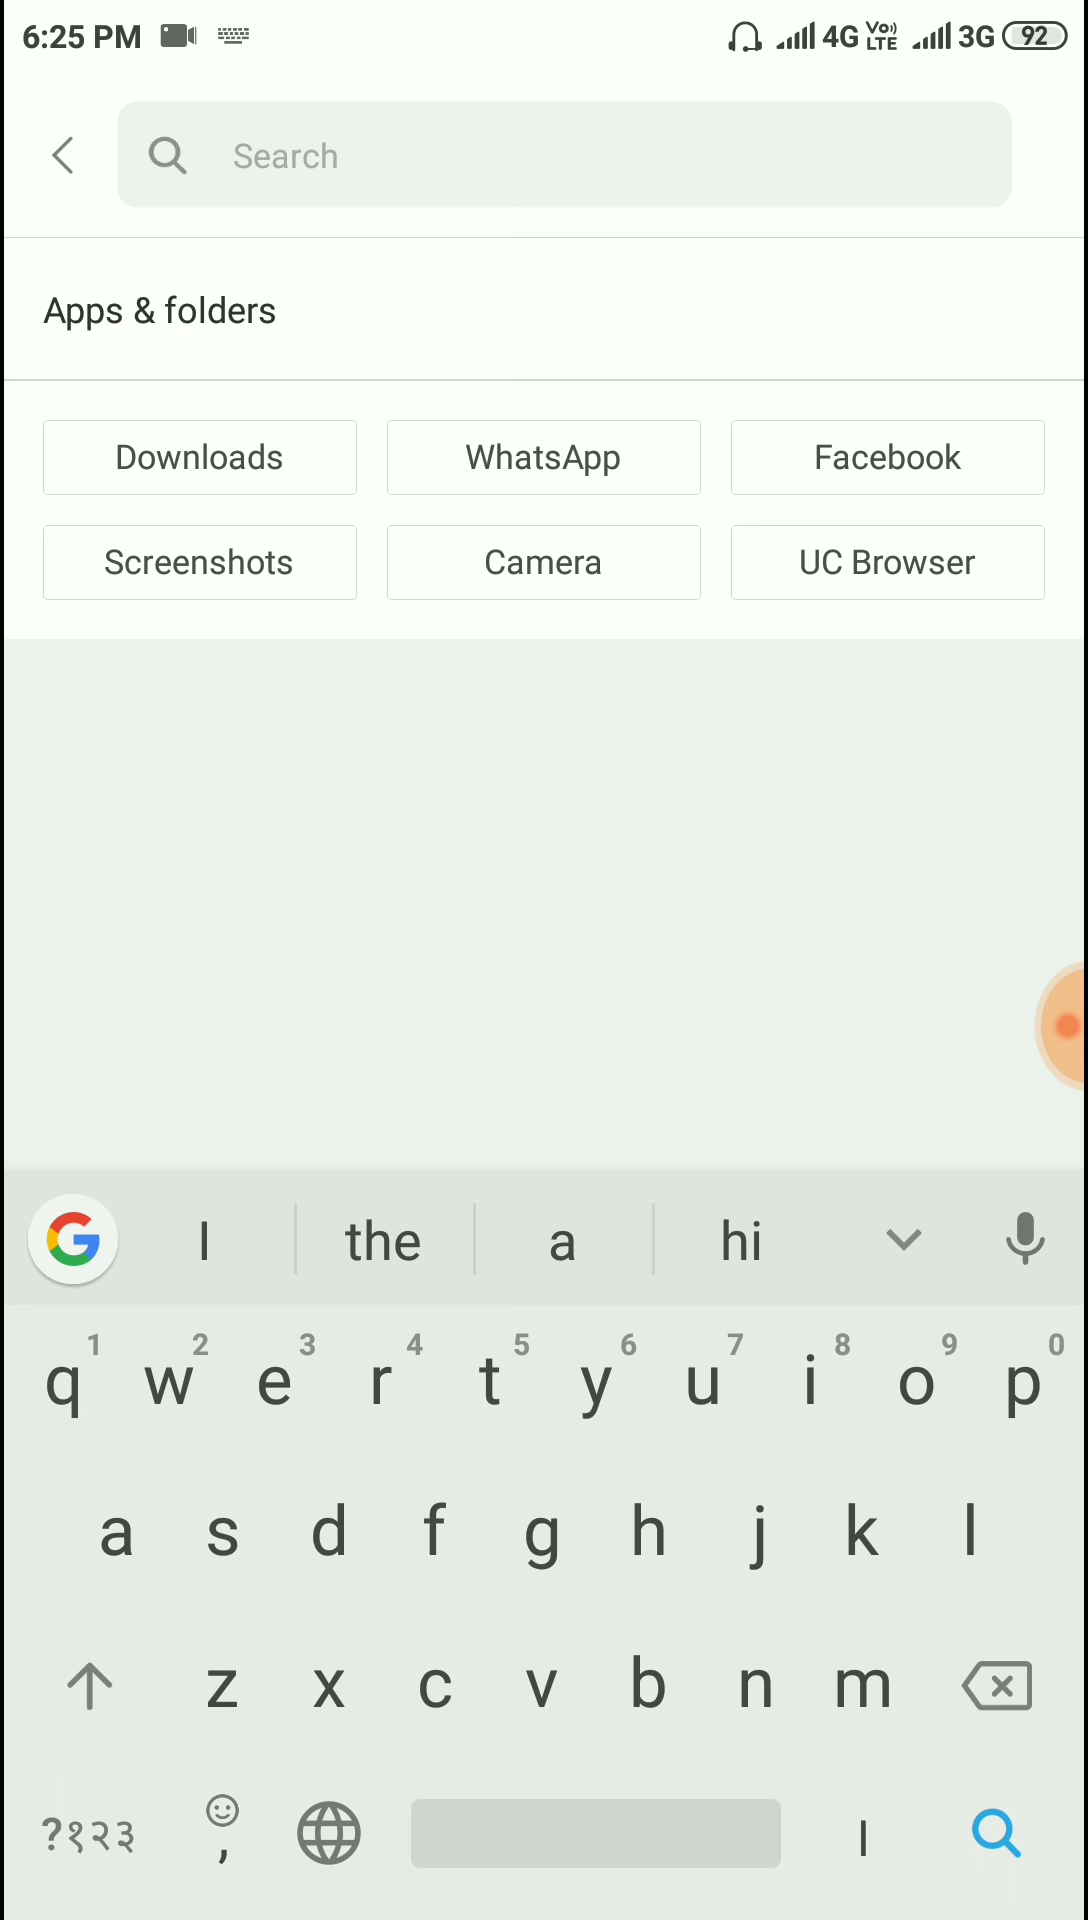 6:25 PM 4G VoLTE 3G 92
Search
Apps & folders
Downloads WhatsApp Facebook
Screenshots Camera UC Browser
I the a hi
1 2 3 4 5 6 7 8 9 0
q w e r t y u i o p
a s d f g h j k l
z x c v b n m
?१२३ , ।